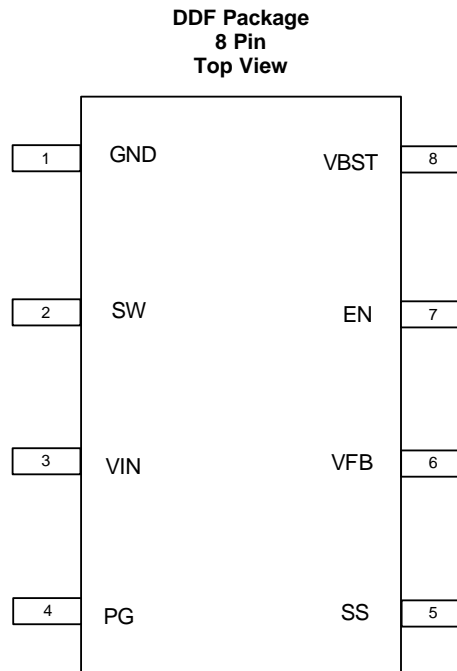 DDF Package
8 Pin
Top View
1 GND VBST 8
2 SW EN 7
3 VIN VFB 6
4 PG SS 5